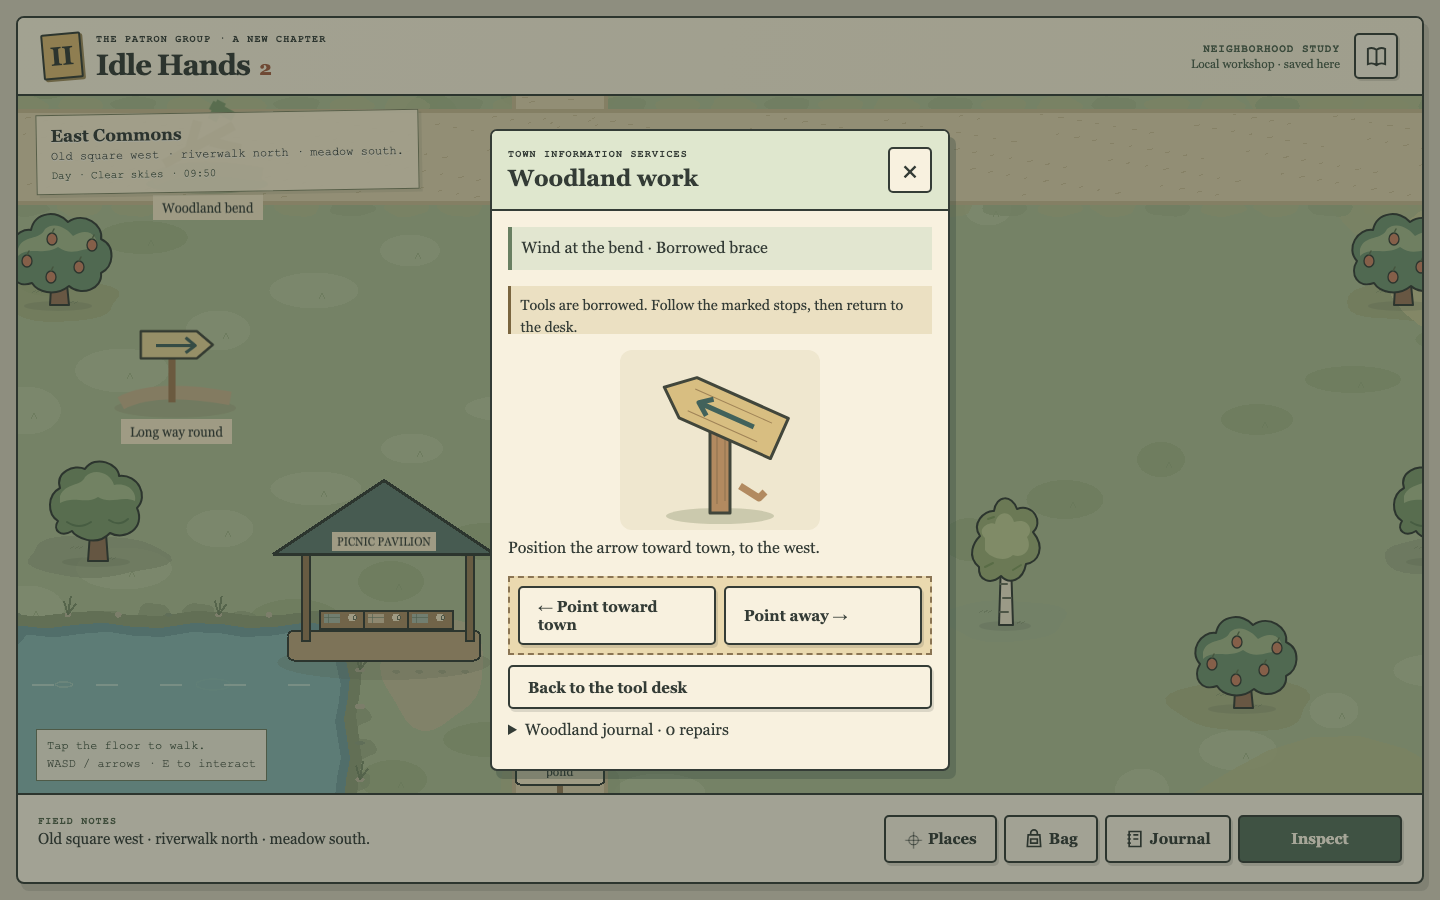 II
THE PATRON GROUP · A NEW CHAPTER
Idle Hands 2
NEIGHBORHOOD STUDY
Local workshop · saved here
East Commons
Old square west · riverwalk north · meadow south.
Day · Clear skies · 09:50
Woodland bend
Long way round
PICNIC PAVILION
TOWN INFORMATION SERVICES
Woodland work
×
Wind at the bend · Borrowed brace
Tools are borrowed. Follow the marked stops, then return to
the desk.
Position the arrow toward town, to the west.
← Point toward
town
Point away →
Back to the tool desk
▶ Woodland journal · 0 repairs
pond
Tap the floor to walk.
WASD / arrows · E to interact
FIELD NOTES
Old square west · riverwalk north · meadow south.
Places
Bag
Journal
Inspect